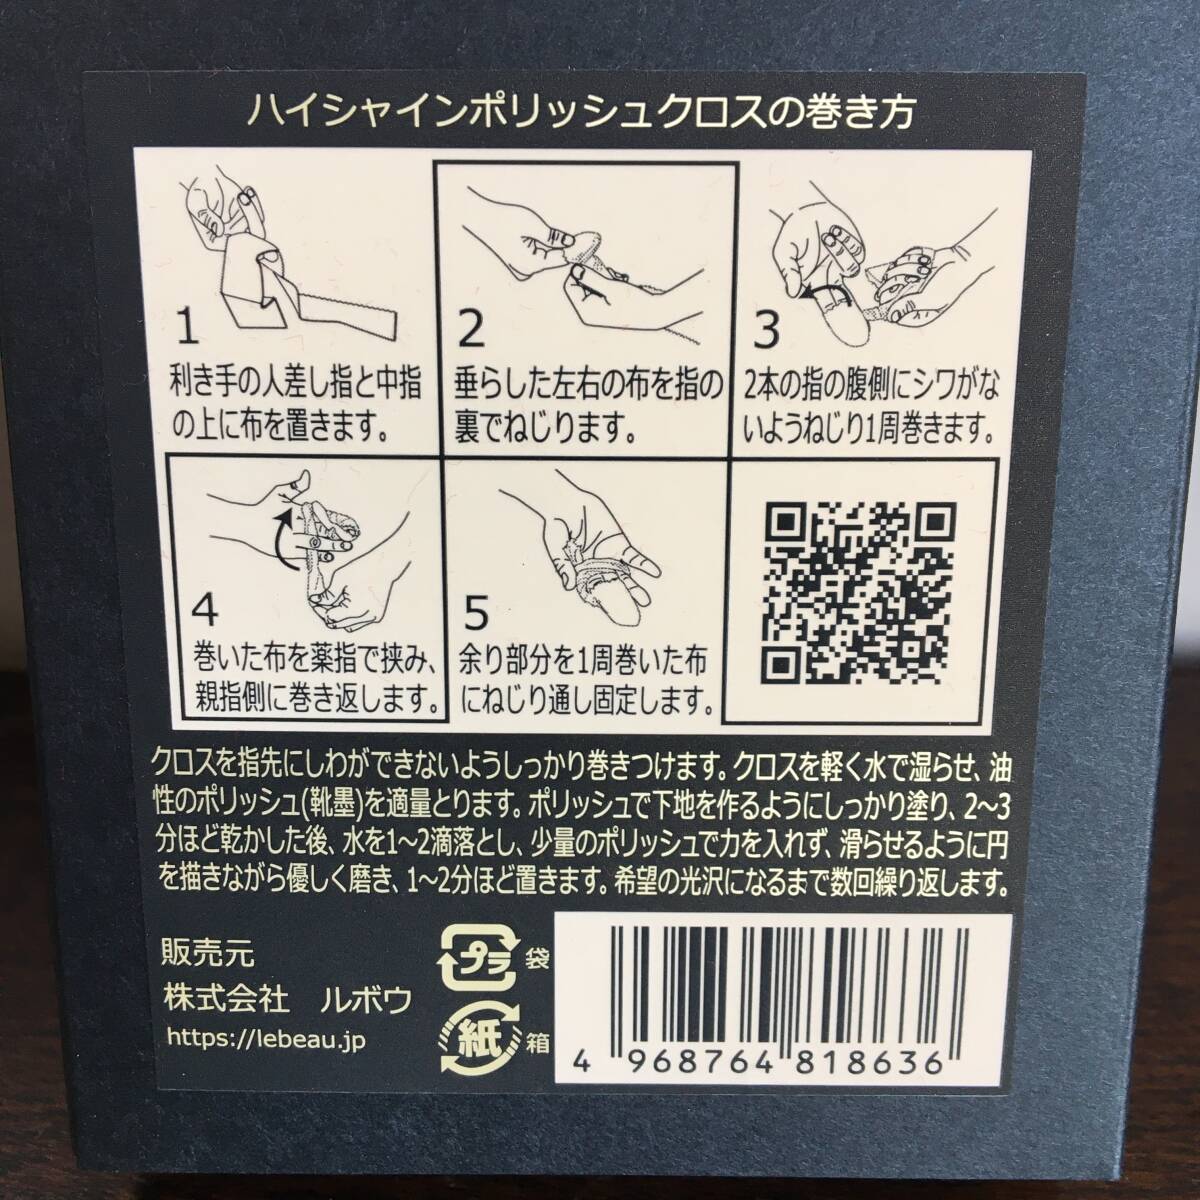 ハイシャインポリッシュクロスの巻き方
1
利き手の人差し指と中指
の上に布を置きます。
2
垂らした左右の布を指の
裏でねじります。
3
2本の指の腹側にシワがな
いようねじり1周巻きます。
4
巻いた布を薬指で挟み、
親指側に巻き返します。
5
余り部分を1周巻いた布
にねじり通し固定します。
クロスを指先にしわができないようしっかり巻きつけます。クロスを軽く水で湿らせ、油
性のポリッシュ(靴墨)を適量とります。ポリッシュで下地を作るようにしっかり塗り、2～3
分ほど乾かした後、水を1～2滴落とし、少量のポリッシュで力を入れず、滑らせるように円
を描きながら優しく磨き、1～2分ほど置きます。希望の光沢になるまで数回繰り返します。
販売元
株式会社 ルボウ
https://lebeau.jp
プラ 袋
紙 箱
4 968764 818636